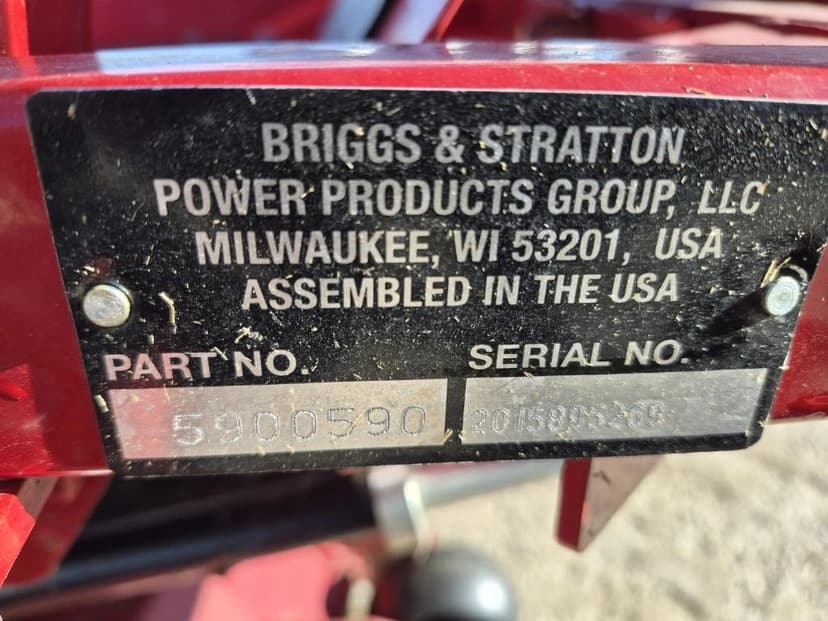 BRIGGS & STRATTON
POWER PRODUCTS GROUP, LLC
MILWAUKEE, WI 53201, USA
ASSEMBLED IN THE USA
PART NO.
SERIAL NO.
5900590
2015895269